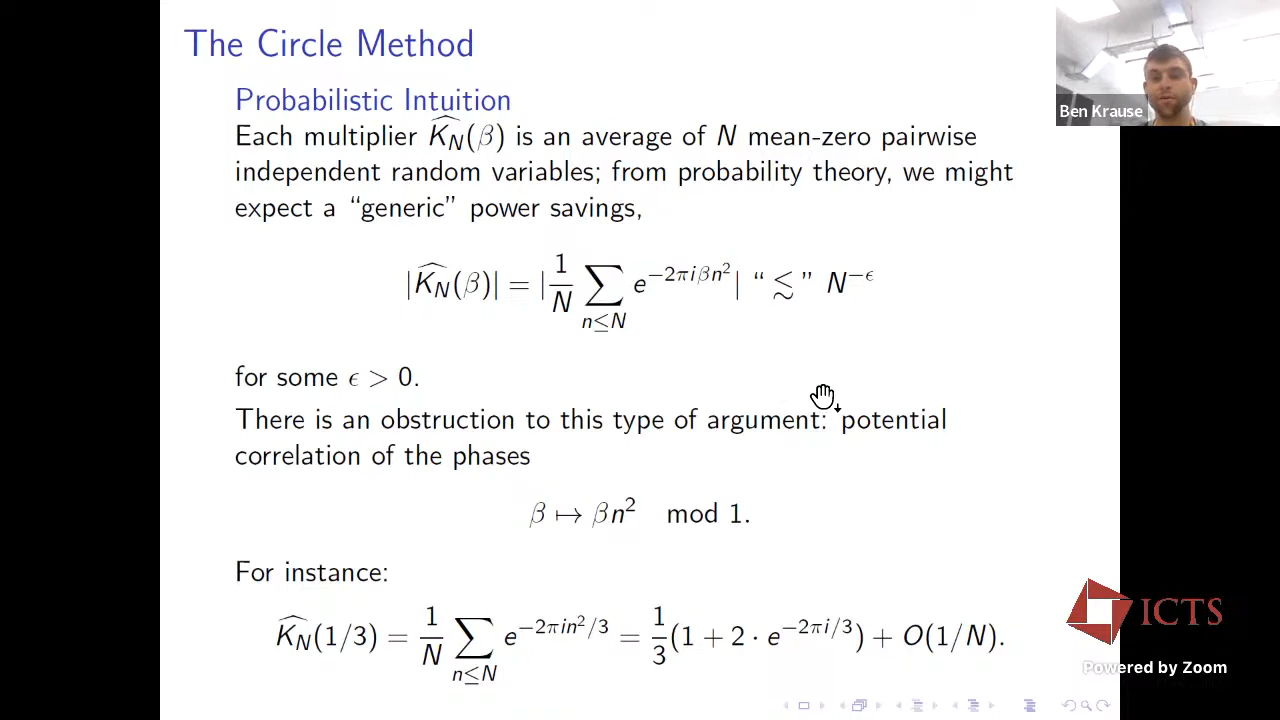 The Circle Method
Probabilistic Intuition
Each multiplier $\widehat{K_N}(\beta)$ is an average of $N$ mean-zero pairwise
independent random variables; from probability theory, we might
expect a “generic” power savings,
$|\widehat{K_N}(\beta)| = |\frac{1}{N} \sum_{n \leq N} e^{-2\pi i \beta n^2}|$ “ $\lesssim$ ” $N^{-\epsilon}$
for some $\epsilon > 0$.
There is an obstruction to this type of argument: potential
correlation of the phases
$\beta \mapsto \beta n^2 \mod 1.$
For instance:
$\widehat{K_N}(1/3) = \frac{1}{N} \sum_{n \leq N} e^{-2\pi i n^2/3} = \frac{1}{3}(1 + 2 \cdot e^{-2\pi i/3}) + O(1/N).$
Ben Krause
ICTS
Powered by Zoom